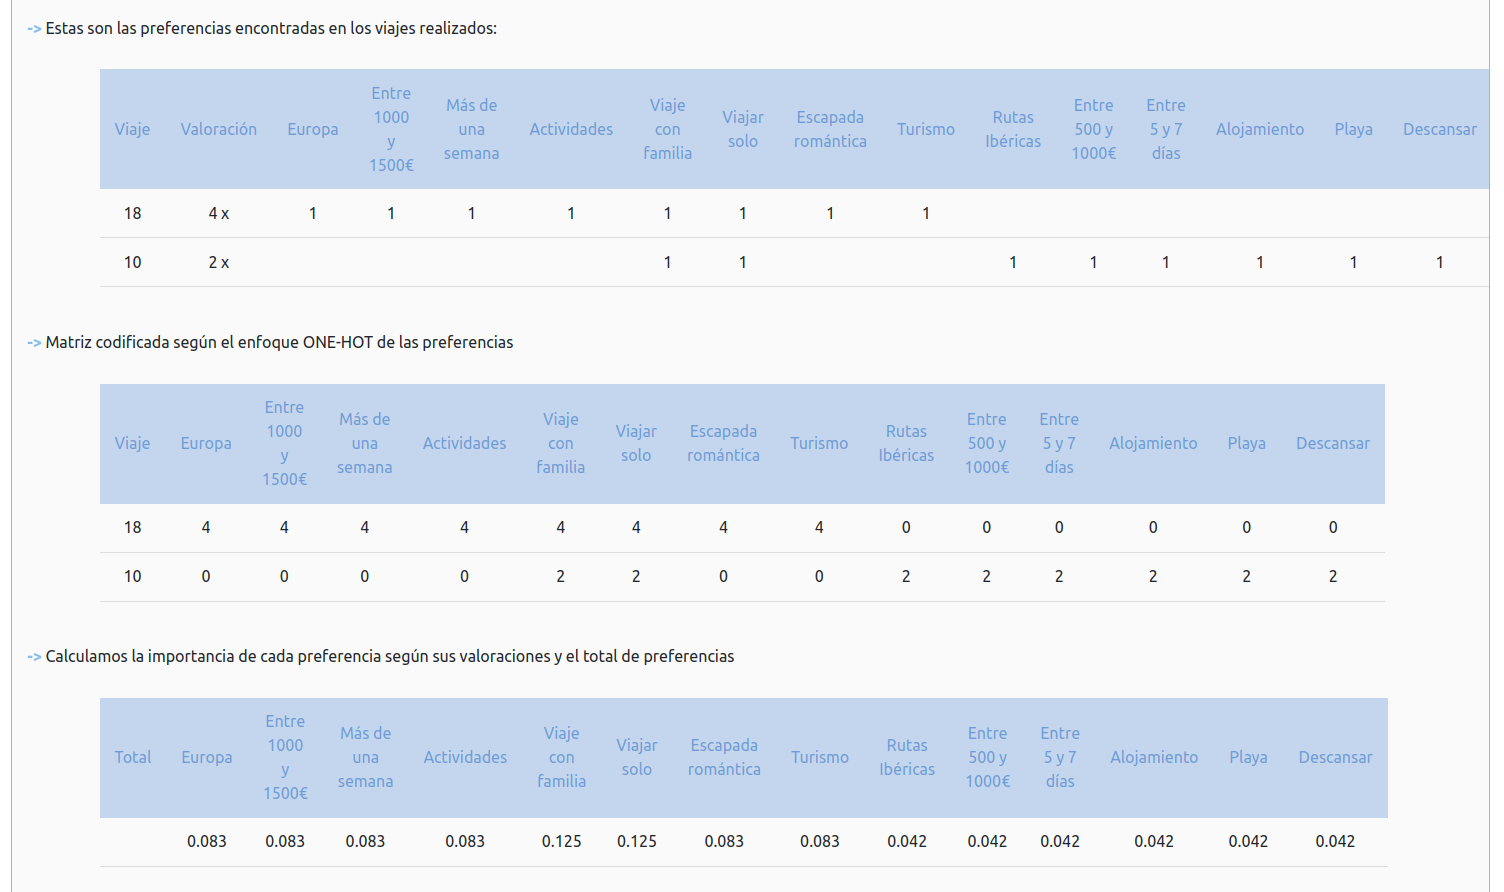 -> Estas son las preferencias encontradas en los viajes realizados:
Viaje Valoración Europa Entre 1000 y 1500€ Más de una semana Actividades Viaje con familia Viajar solo Escapada romántica Turismo Rutas Ibéricas Entre 500 y 1000€ Entre 5 y 7 días Alojamiento Playa Descansar
18 4 x 1 1 1 1 1 1 1 1
10 2 x 1 1 1 1 1 1 1 1
-> Matriz codificada según el enfoque ONE-HOT de las preferencias
Viaje Europa Entre 1000 y 1500€ Más de una semana Actividades Viaje con familia Viajar solo Escapada romántica Turismo Rutas Ibéricas Entre 500 y 1000€ Entre 5 y 7 días Alojamiento Playa Descansar
18 4 4 4 4 4 4 4 4 0 0 0 0 0 0
10 0 0 0 0 2 2 0 0 2 2 2 2 2 2
-> Calculamos la importancia de cada preferencia según sus valoraciones y el total de preferencias
Total Europa Entre 1000 y 1500€ Más de una semana Actividades Viaje con familia Viajar solo Escapada romántica Turismo Rutas Ibéricas Entre 500 y 1000€ Entre 5 y 7 días Alojamiento Playa Descansar
0.083 0.083 0.083 0.083 0.125 0.125 0.083 0.083 0.042 0.042 0.042 0.042 0.042 0.042